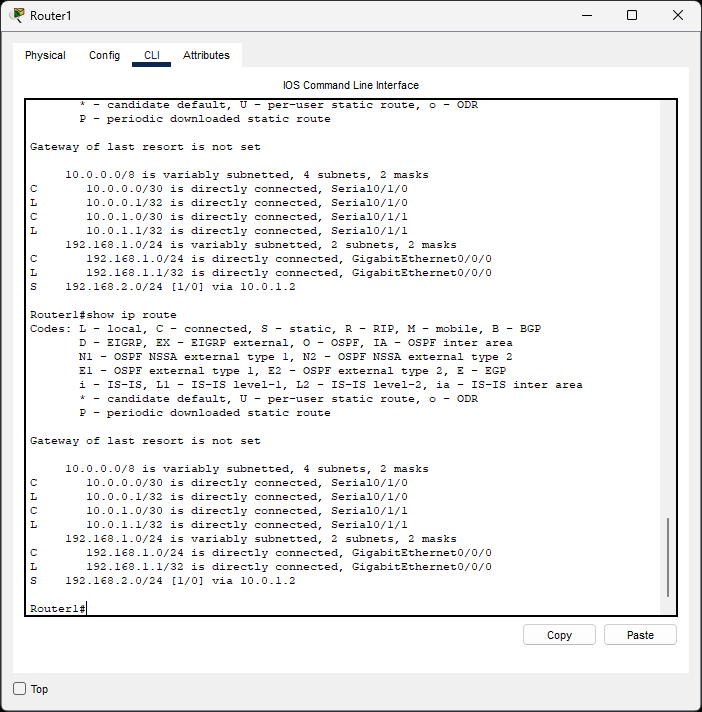 Router1
Physical Config CLI Attributes
IOS Command Line Interface
* - candidate default, U - per-user static route, o - ODR
P - periodic downloaded static route
Gateway of last resort is not set
10.0.0.0/8 is variably subnetted, 4 subnets, 2 masks
C 10.0.0.0/30 is directly connected, Serial0/1/0
L 10.0.0.1/32 is directly connected, Serial0/1/0
C 10.0.1.0/30 is directly connected, Serial0/1/1
L 10.0.1.1/32 is directly connected, Serial0/1/1
192.168.1.0/24 is variably subnetted, 2 subnets, 2 masks
C 192.168.1.0/24 is directly connected, GigabitEthernet0/0/0
L 192.168.1.1/32 is directly connected, GigabitEthernet0/0/0
S 192.168.2.0/24 [1/0] via 10.0.1.2
Router1#show ip route
Codes: L - local, C - connected, S - static, R - RIP, M - mobile, B - BGP
D - EIGRP, EX - EIGRP external, O - OSPF, IA - OSPF inter area
N1 - OSPF NSSA external type 1, N2 - OSPF NSSA external type 2
E1 - OSPF external type 1, E2 - OSPF external type 2, E - EGP
i - IS-IS, L1 - IS-IS level-1, L2 - IS-IS level-2, ia - IS-IS inter area
* - candidate default, U - per-user static route, o - ODR
P - periodic downloaded static route
Gateway of last resort is not set
10.0.0.0/8 is variably subnetted, 4 subnets, 2 masks
C 10.0.0.0/30 is directly connected, Serial0/1/0
L 10.0.0.1/32 is directly connected, Serial0/1/0
C 10.0.1.0/30 is directly connected, Serial0/1/1
L 10.0.1.1/32 is directly connected, Serial0/1/1
192.168.1.0/24 is variably subnetted, 2 subnets, 2 masks
C 192.168.1.0/24 is directly connected, GigabitEthernet0/0/0
L 192.168.1.1/32 is directly connected, GigabitEthernet0/0/0
S 192.168.2.0/24 [1/0] via 10.0.1.2
Router1#
Copy Paste
Top